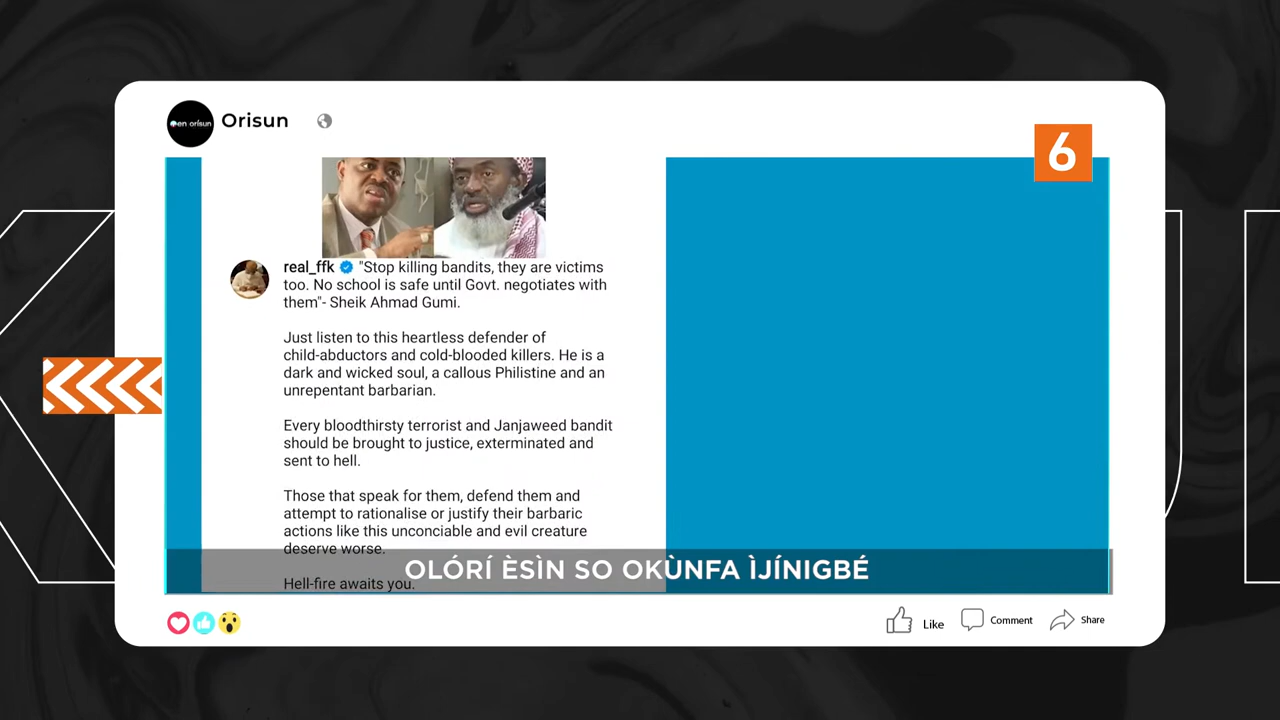 en orísun
Orisun
6
real_ffk "Stop killing bandits, they are victims
too. No school is safe until Govt. negotiates with
them"- Sheik Ahmad Gumi.
Just listen to this heartless defender of
child-abductors and cold-blooded killers. He is a
dark and wicked soul, a callous Philistine and an
unrepentant barbarian.
Every bloodthirsty terrorist and Janjaweed bandit
should be brought to justice, exterminated and
sent to hell.
Those that speak for them, defend them and
attempt to rationalise or justify their barbaric
actions like this unconciable and evil creature
deserve worse.
Hell-fire awaits you.
OLÓRÍ ÈSÌN SO OKÙNFA ÌJÍNIGBÉ
Like
Comment
Share